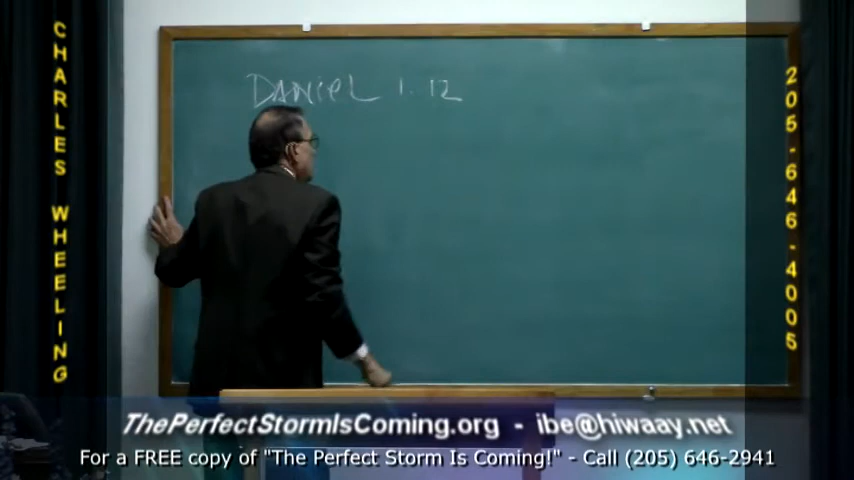 CHARLES WHEELING
DANiEL 1. 12
205-646-4005
ThePerfectStormIsComing.org - ibe@hiwaay.net
For a FREE copy of "The Perfect Storm Is Coming!" - Call (205) 646-2941